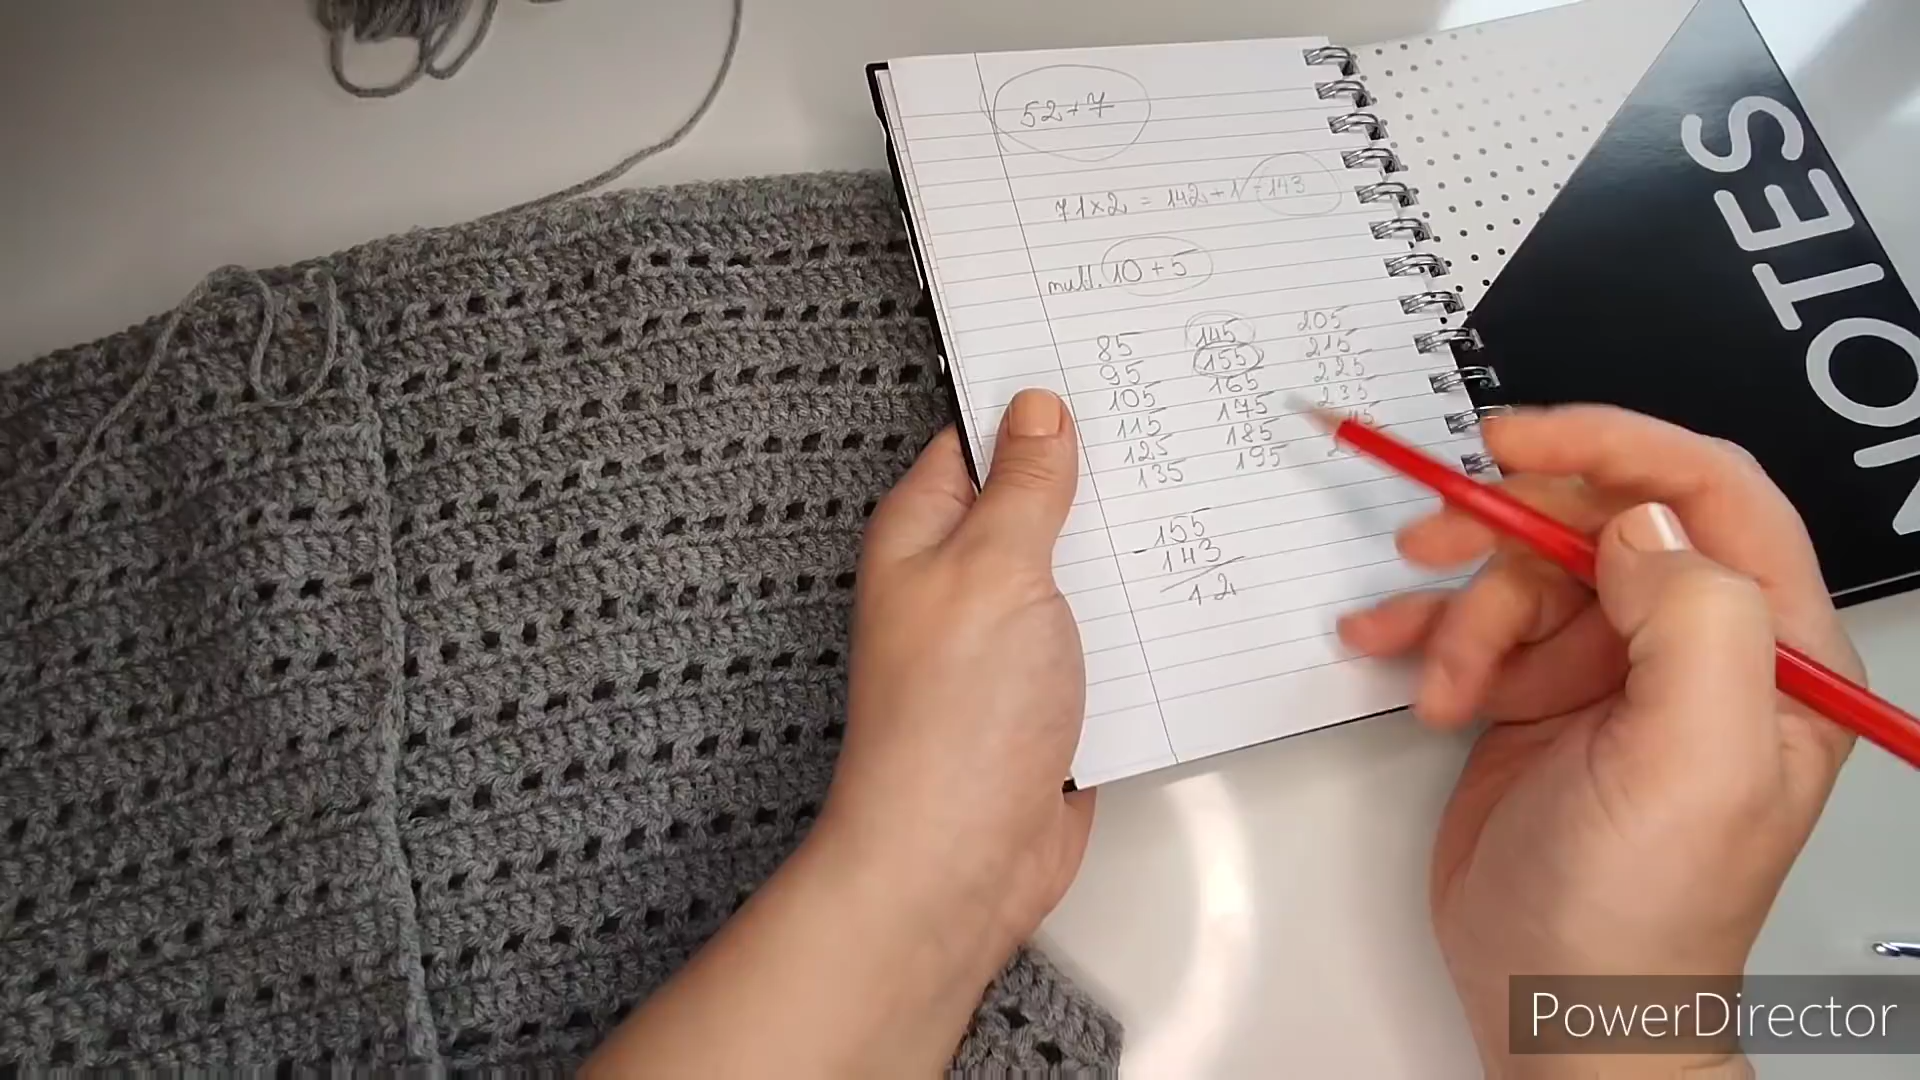 52+7
71x2 = 142+1 = 143
mult. 10 + 5
85 145 205
95 155 215
105 165 225
115 175 235
125 185
135 195
155
- 143
12
NOTES
PowerDirector